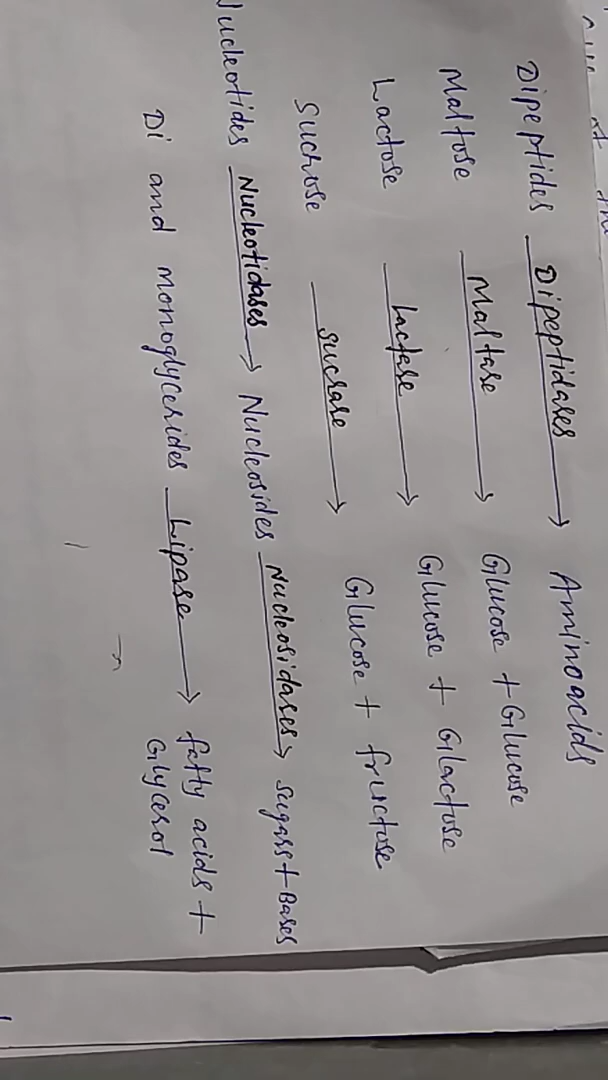 Dipeptides Dipeptidases → Aminoacids
Maltose Maltase → Glucose + Glucose
Lactose Lactase → Glucose + Glactose
Sucrose sucrase → Glucose + fructose
Nucleotides Nucleotidases → Nucleosides Nucleosidases → sugars + Bases
Di and monoglycerides Lipase → fatty acids +
Glycerol